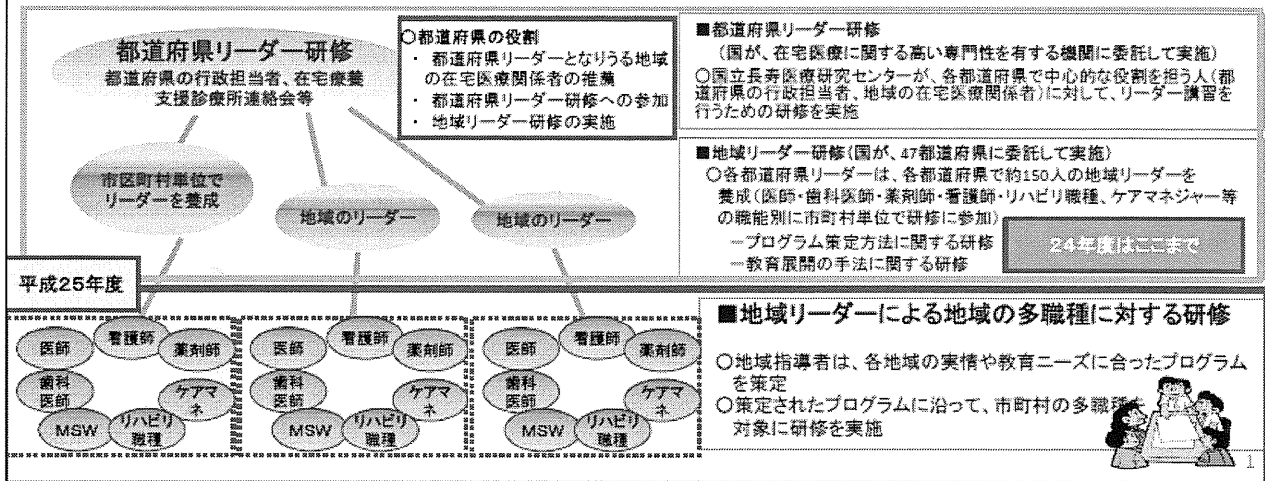 都道府県リーダー研修
都道府県の行政担当者、在宅療養
支援診療所連絡会等
○都道府県の役割
・ 都道府県リーダーとなりうる地域
の在宅医療関係者の推薦
・ 都道府県リーダー研修への参加
・ 地域リーダー研修の実施
■都道府県リーダー研修
(国が、在宅医療に関する高い専門性を有する機関に委託して実施)
○国立長寿医療研究センターが、各都道府県で中心的な役割を担う人(都
道府県の行政担当者、地域の在宅医療関係者)に対して、リーダー講習を
行うための研修を実施
市区町村単位で
リーダーを養成
地域のリーダー
地域のリーダー
■地域リーダー研修(国が、47都道府県に委託して実施)
○各都道府県リーダーは、各都道府県で約150人の地域リーダーを
養成(医師・歯科医師・薬剤師・看護師・リハビリ職種、ケアマネジャー等
の職能別に市町村単位で研修に参加)
ープログラム策定方法に関する研修
ー教育展開の手法に関する研修
24年度はここまで
平成25年度
医師
看護師
薬剤師
歯科
医師
ケアマ
ネ
MSW
リハビリ
職種
医師
看護師
薬剤師
歯科
医師
ケアマ
ネ
MSW
リハビリ
職種
医師
看護師
薬剤師
歯科
医師
ケアマ
ネ
MSW
リハビリ
職種
■地域リーダーによる地域の多職種に対する研修
○地域指導者は、各地域の実情や教育ニーズに合ったプログラム
を策定
○策定されたプログラムに沿って、市町村の多職種を
対象に研修を実施
1